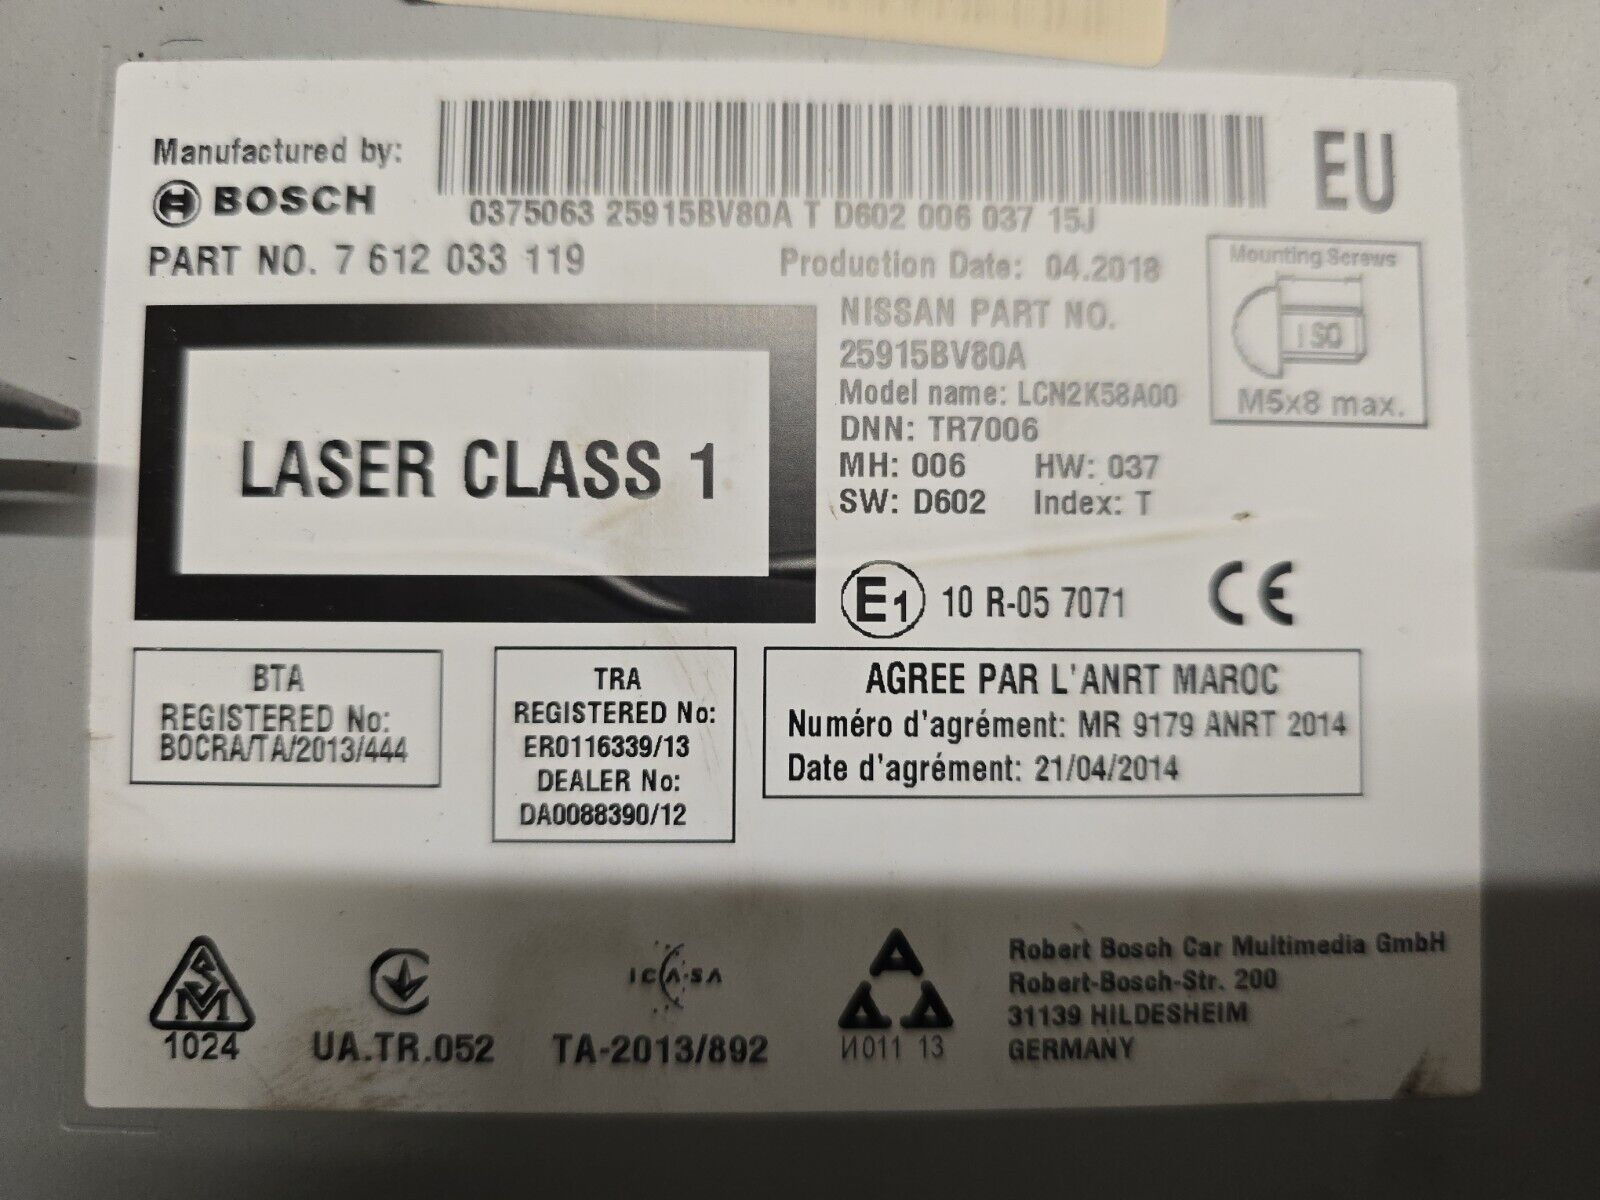 Manufactured by:
BOSCH
0375063 25915BV80A T D602 006 037 15J
EU
PART NO. 7 612 033 119
Production Date: 04.2018
Mounting Screws
ISO
M5x8 max.
NISSAN PART NO.
25915BV80A
Model name: LCN2K58A00
DNN: TR7006
MH: 006 HW: 037
SW: D602 Index: T
LASER CLASS 1
E1 10 R-05 7071 CE
BTA
REGISTERED No:
BOCRA/TA/2013/444
TRA
REGISTERED No:
ER0116339/13
DEALER No:
DA0088390/12
AGREE PAR L'ANRT MAROC
Numéro d'agrément: MR 9179 ANRT 2014
Date d'agrément: 21/04/2014
1024
UA.TR.052
ICASA
TA-2013/892
И011 13
Robert Bosch Car Multimedia GmbH
Robert-Bosch-Str. 200
31139 HILDESHEIM
GERMANY